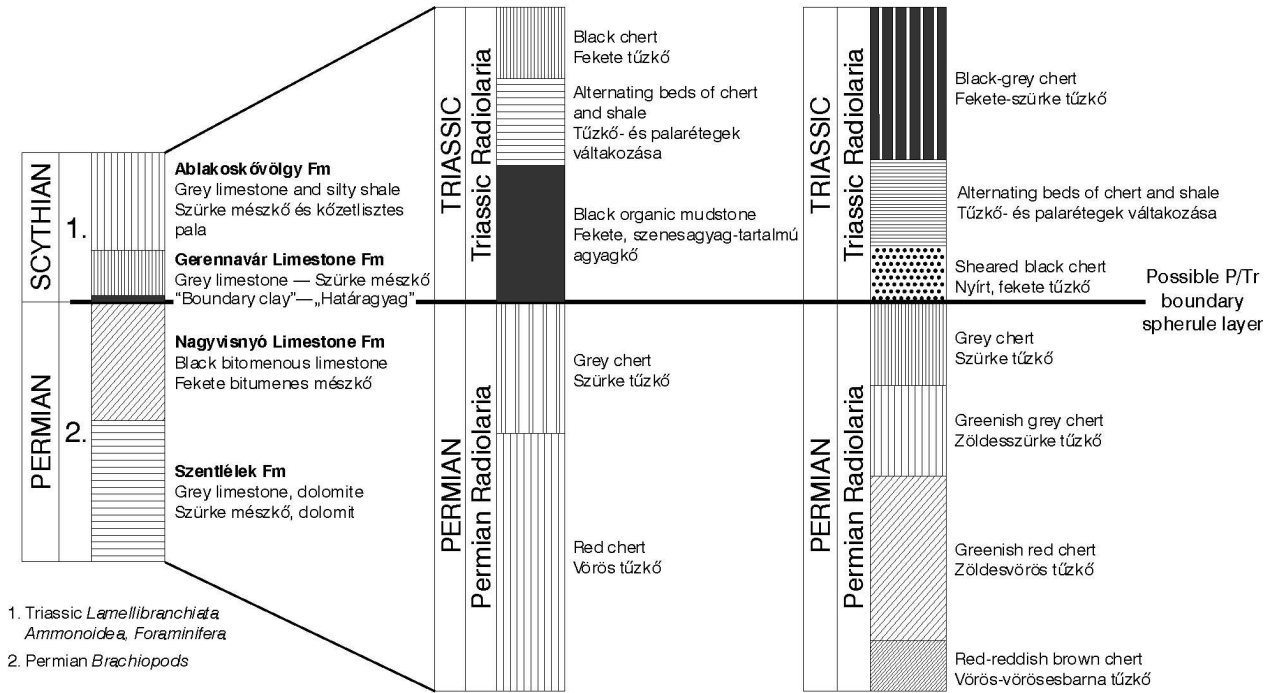 SCYTHIAN
1.
Ablakoskővölgy Fm
Grey limestone and silty shale
Szürke mészkő és kőzetlisztes
pala
Gerennavár Limestone Fm
Grey limestone — Szürke mészkő
"Boundary clay"— „Határagyag”
PERMIAN
2.
Nagyvisnyó Limestone Fm
Black bitomenous limestone
Fekete bitumenes mészkő
Szentlélek Fm
Grey limestone, dolomite
Szürke mészkő, dolomit
1. Triassic Lamellibranchiata,
Ammonoidea, Foraminifera
2. Permian Brachiopods
TRIASSIC
Triassic Radiolaria
Black chert
Fekete tűzkő
Alternating beds of chert
and shale
Tűzkő- és palarétegek
váltakozása
Black organic mudstone
Fekete, szenesagyag-tartalmú
agyagkő
PERMIAN
Permian Radiolaria
Grey chert
Szürke tűzkő
Red chert
Vörös tűzkő
TRIASSIC
Triassic Radiolaria
Black-grey chert
Fekete-szürke tűzkő
Alternating beds of chert and shale
Tűzkő- és palarétegek váltakozása
Sheared black chert
Nyírt, fekete tűzkő
Possible P/Tr
boundary
spherule layer
PERMIAN
Permian Radiolaria
Grey chert
Szürke tűzkő
Greenish grey chert
Zöldesszürke tűzkő
Greenish red chert
Zöldesvörös tűzkő
Red-reddish brown chert
Vörös-vörösesbarna tűzkő